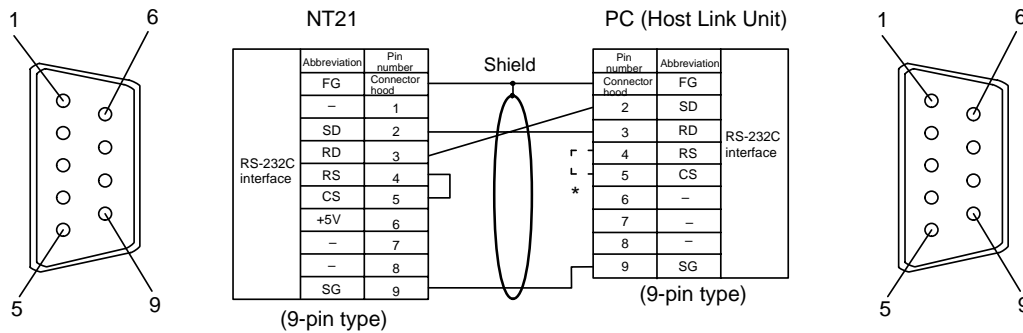 NT21
PC (Host Link Unit)
1
6
5
9
Shield
Abbreviation Pin number
FG Connector hood
– 1
SD 2
RD 3
RS 4
CS 5
+5V 6
– 7
– 8
SG 9
RS-232C
interface
(9-pin type)
Pin number Abbreviation
Connector hood FG
2 SD
3 RD
4 RS
5 CS
6 –
7 –
8 –
9 SG
*
RS-232C
interface
(9-pin type)
1
6
5
9